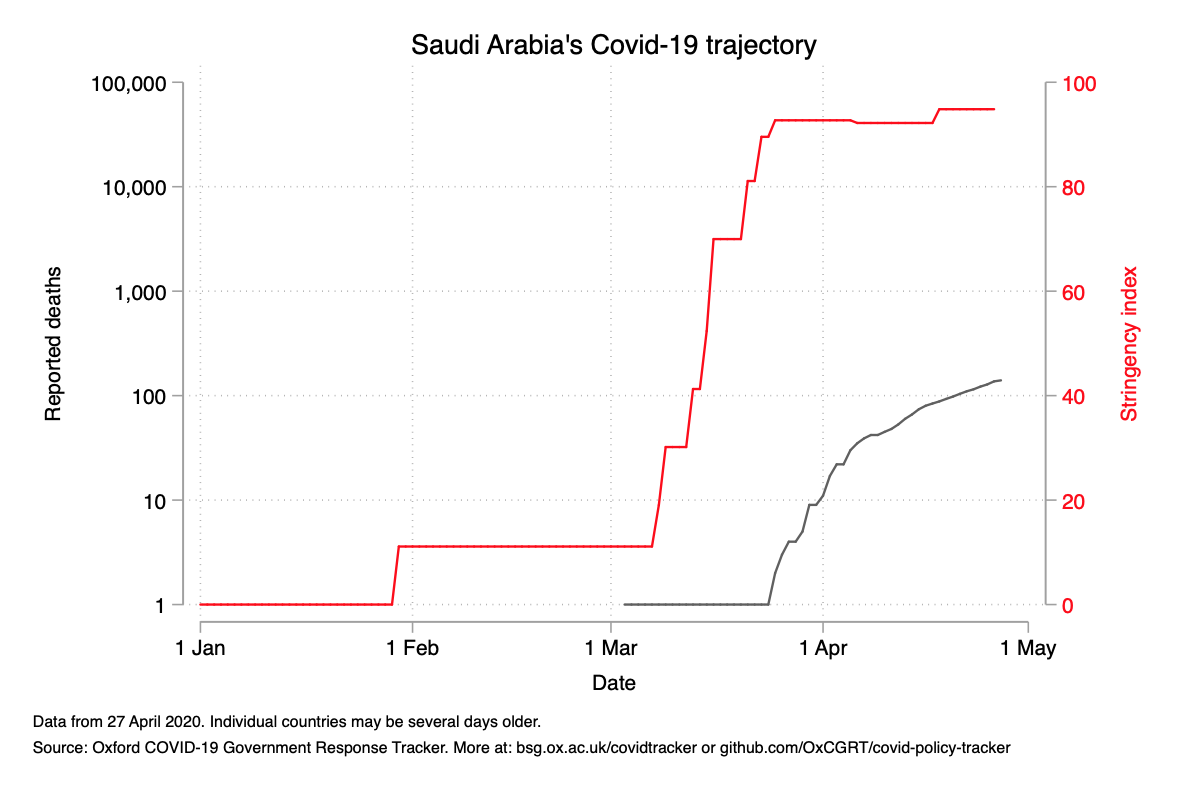 Saudi Arabia's Covid-19 trajectory
100,000
10,000
1,000
100
10
1
Reported deaths
100
80
60
40
20
0
Stringency index
1 Jan
1 Feb
1 Mar
1 Apr
1 May
Date
Data from 27 April 2020. Individual countries may be several days older.
Source: Oxford COVID-19 Government Response Tracker. More at: bsg.ox.ac.uk/covidtracker or github.com/OxCGRT/covid-policy-tracker